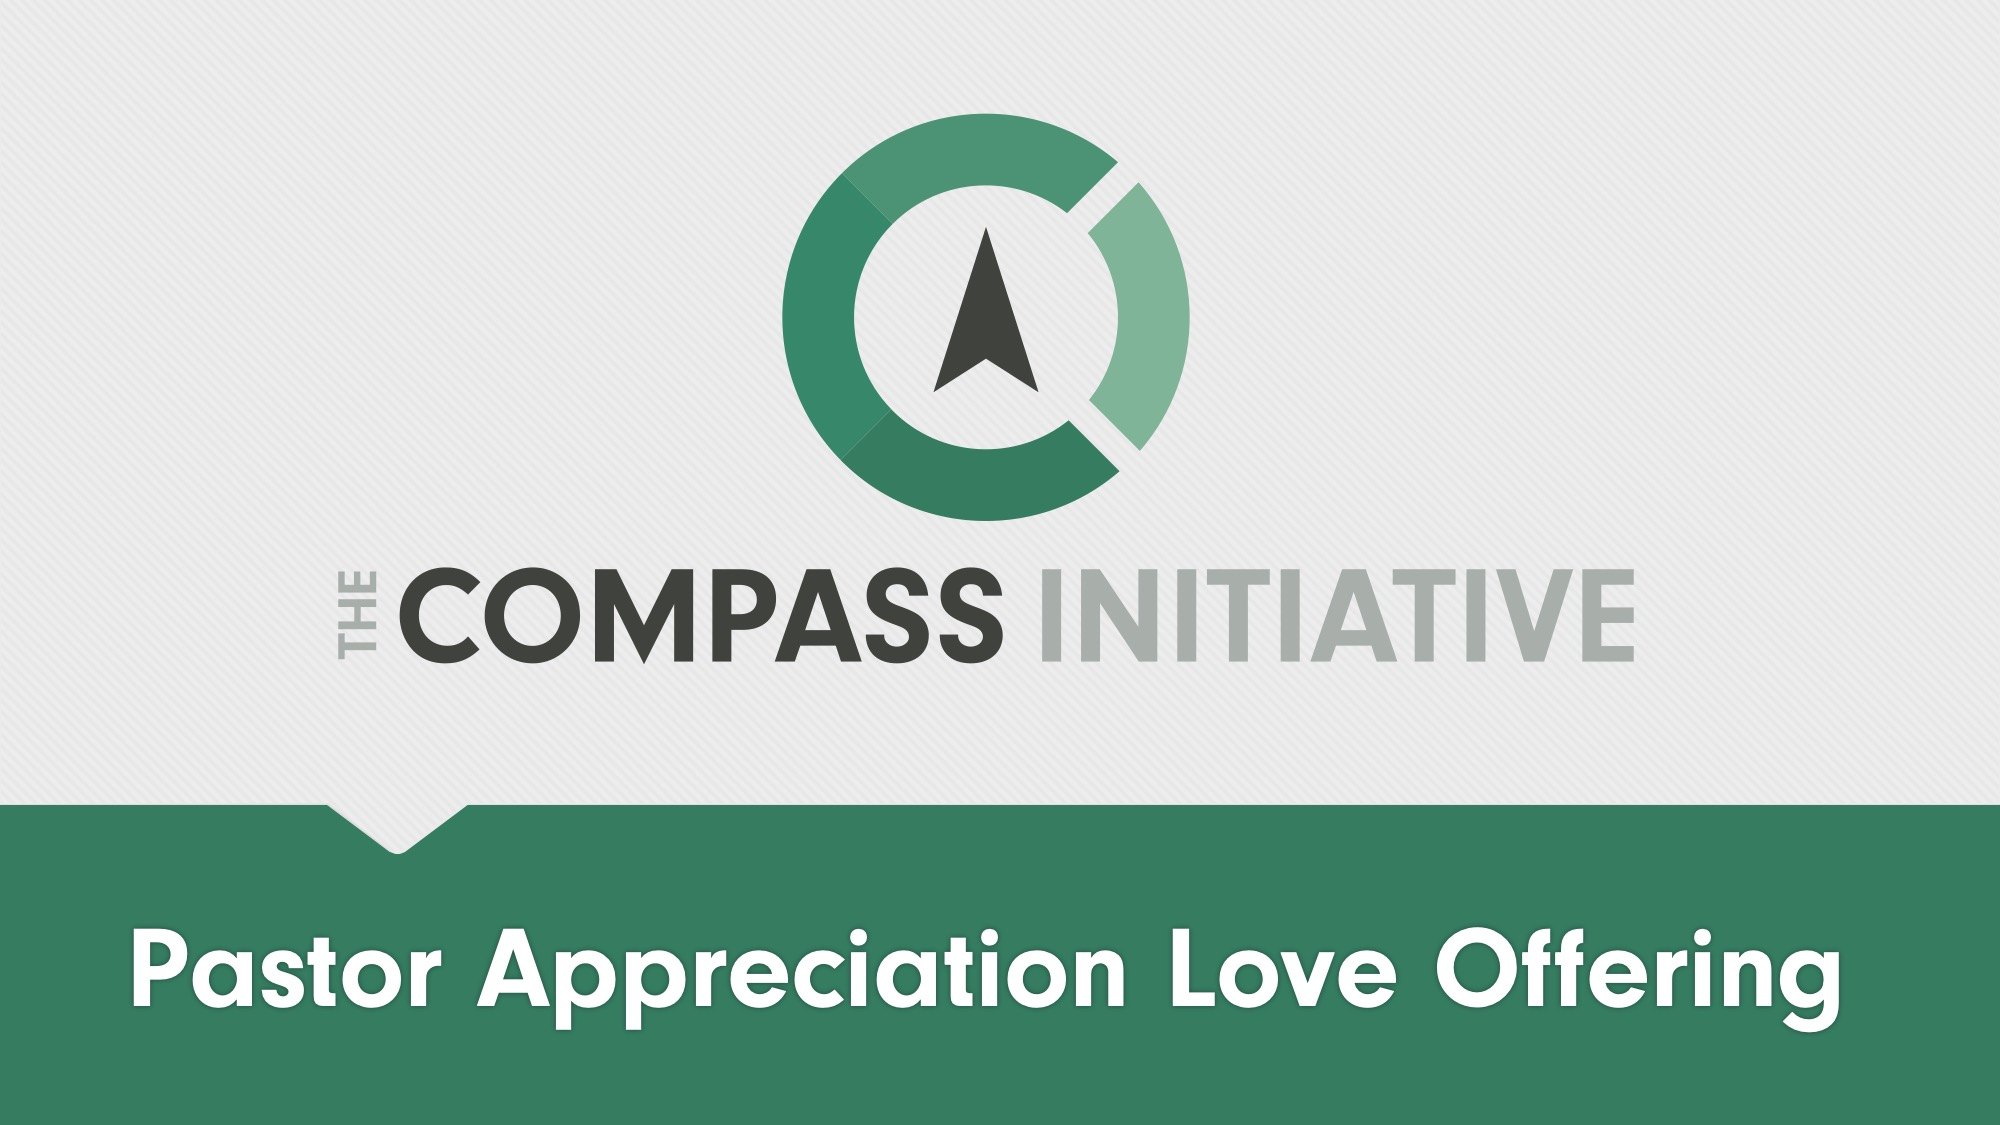 THE COMPASS INITIATIVE
Pastor Appreciation Love Offering